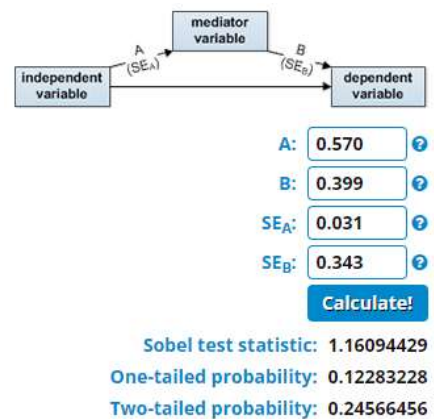 mediator
variable
A
(SEA)
B
(SEB)
independent
variable
dependent
variable
A: 0.570 ?
B: 0.399 ?
SEA: 0.031 ?
SEB: 0.343 ?
Calculate!
Sobel test statistic: 1.16094429
One-tailed probability: 0.12283228
Two-tailed probability: 0.24566456